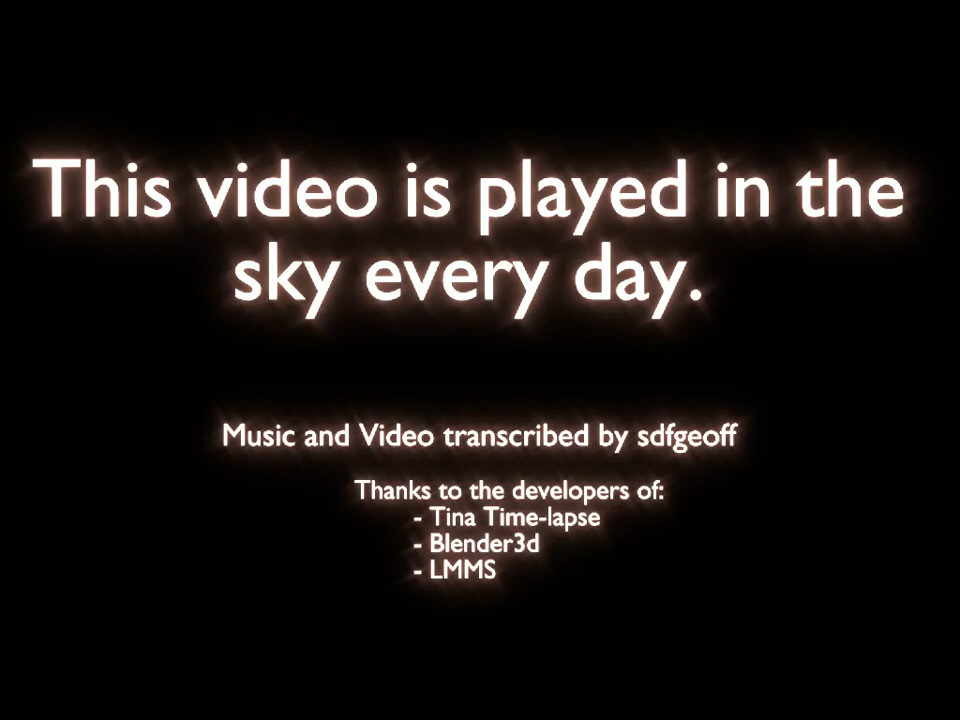 This video is played in the
sky every day.
Music and Video transcribed by sdfgeoff
Thanks to the developers of:
- Tina Time-lapse
- Blender3d
- LMMS